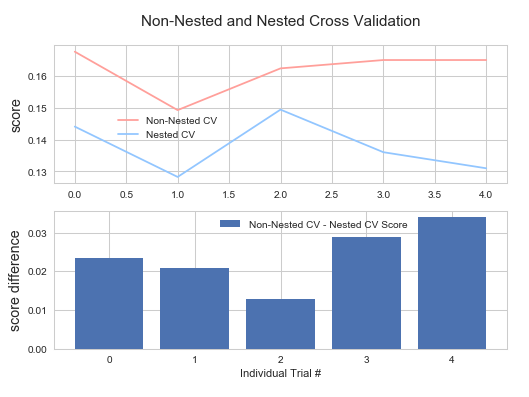 Non-Nested and Nested Cross Validation
score
0.16
0.15
0.14
0.13
Non-Nested CV
Nested CV
0.0 0.5 1.0 1.5 2.0 2.5 3.0 3.5 4.0
score difference
0.03
0.02
0.01
0.00
Non-Nested CV - Nested CV Score
0 1 2 3 4
Individual Trial #